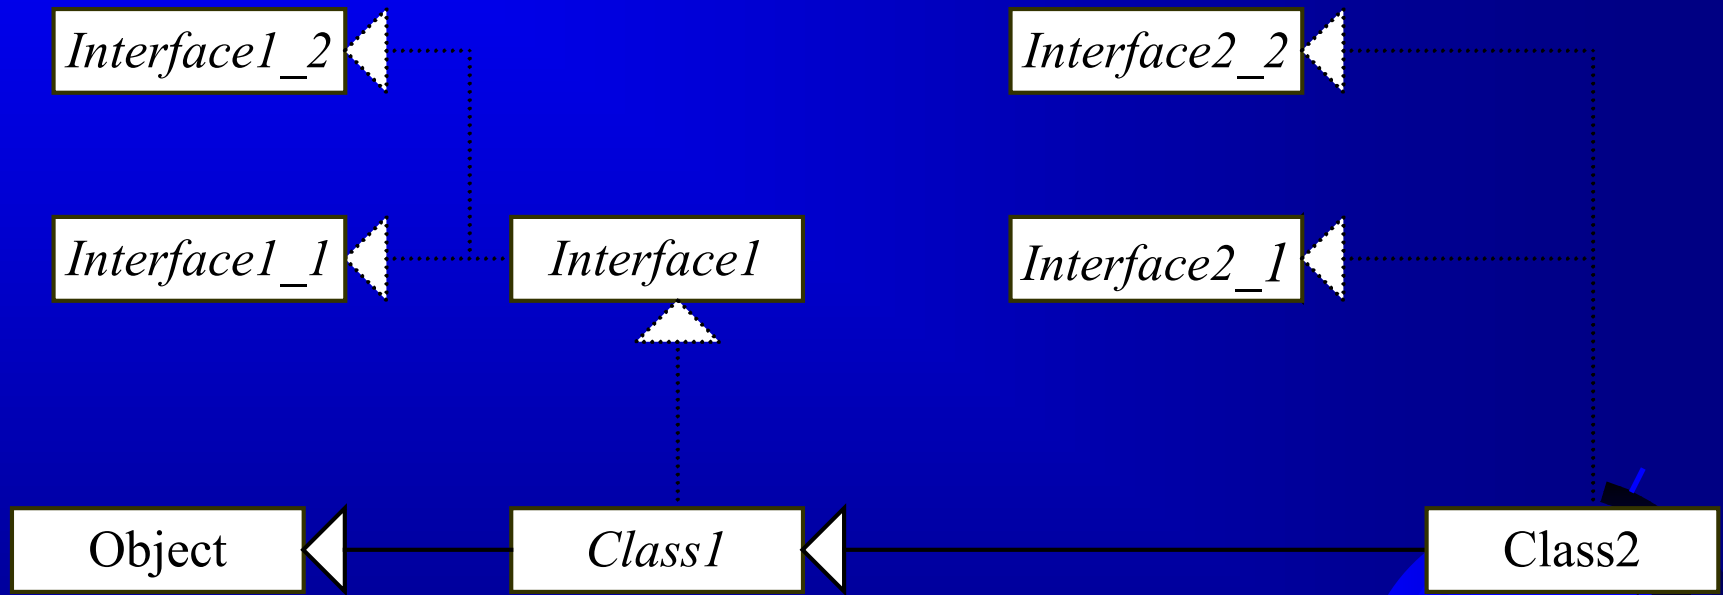 Interface1_2
Interface2_2
Interface1_1
Interface1
Interface2_1
Object
Class1
Class2